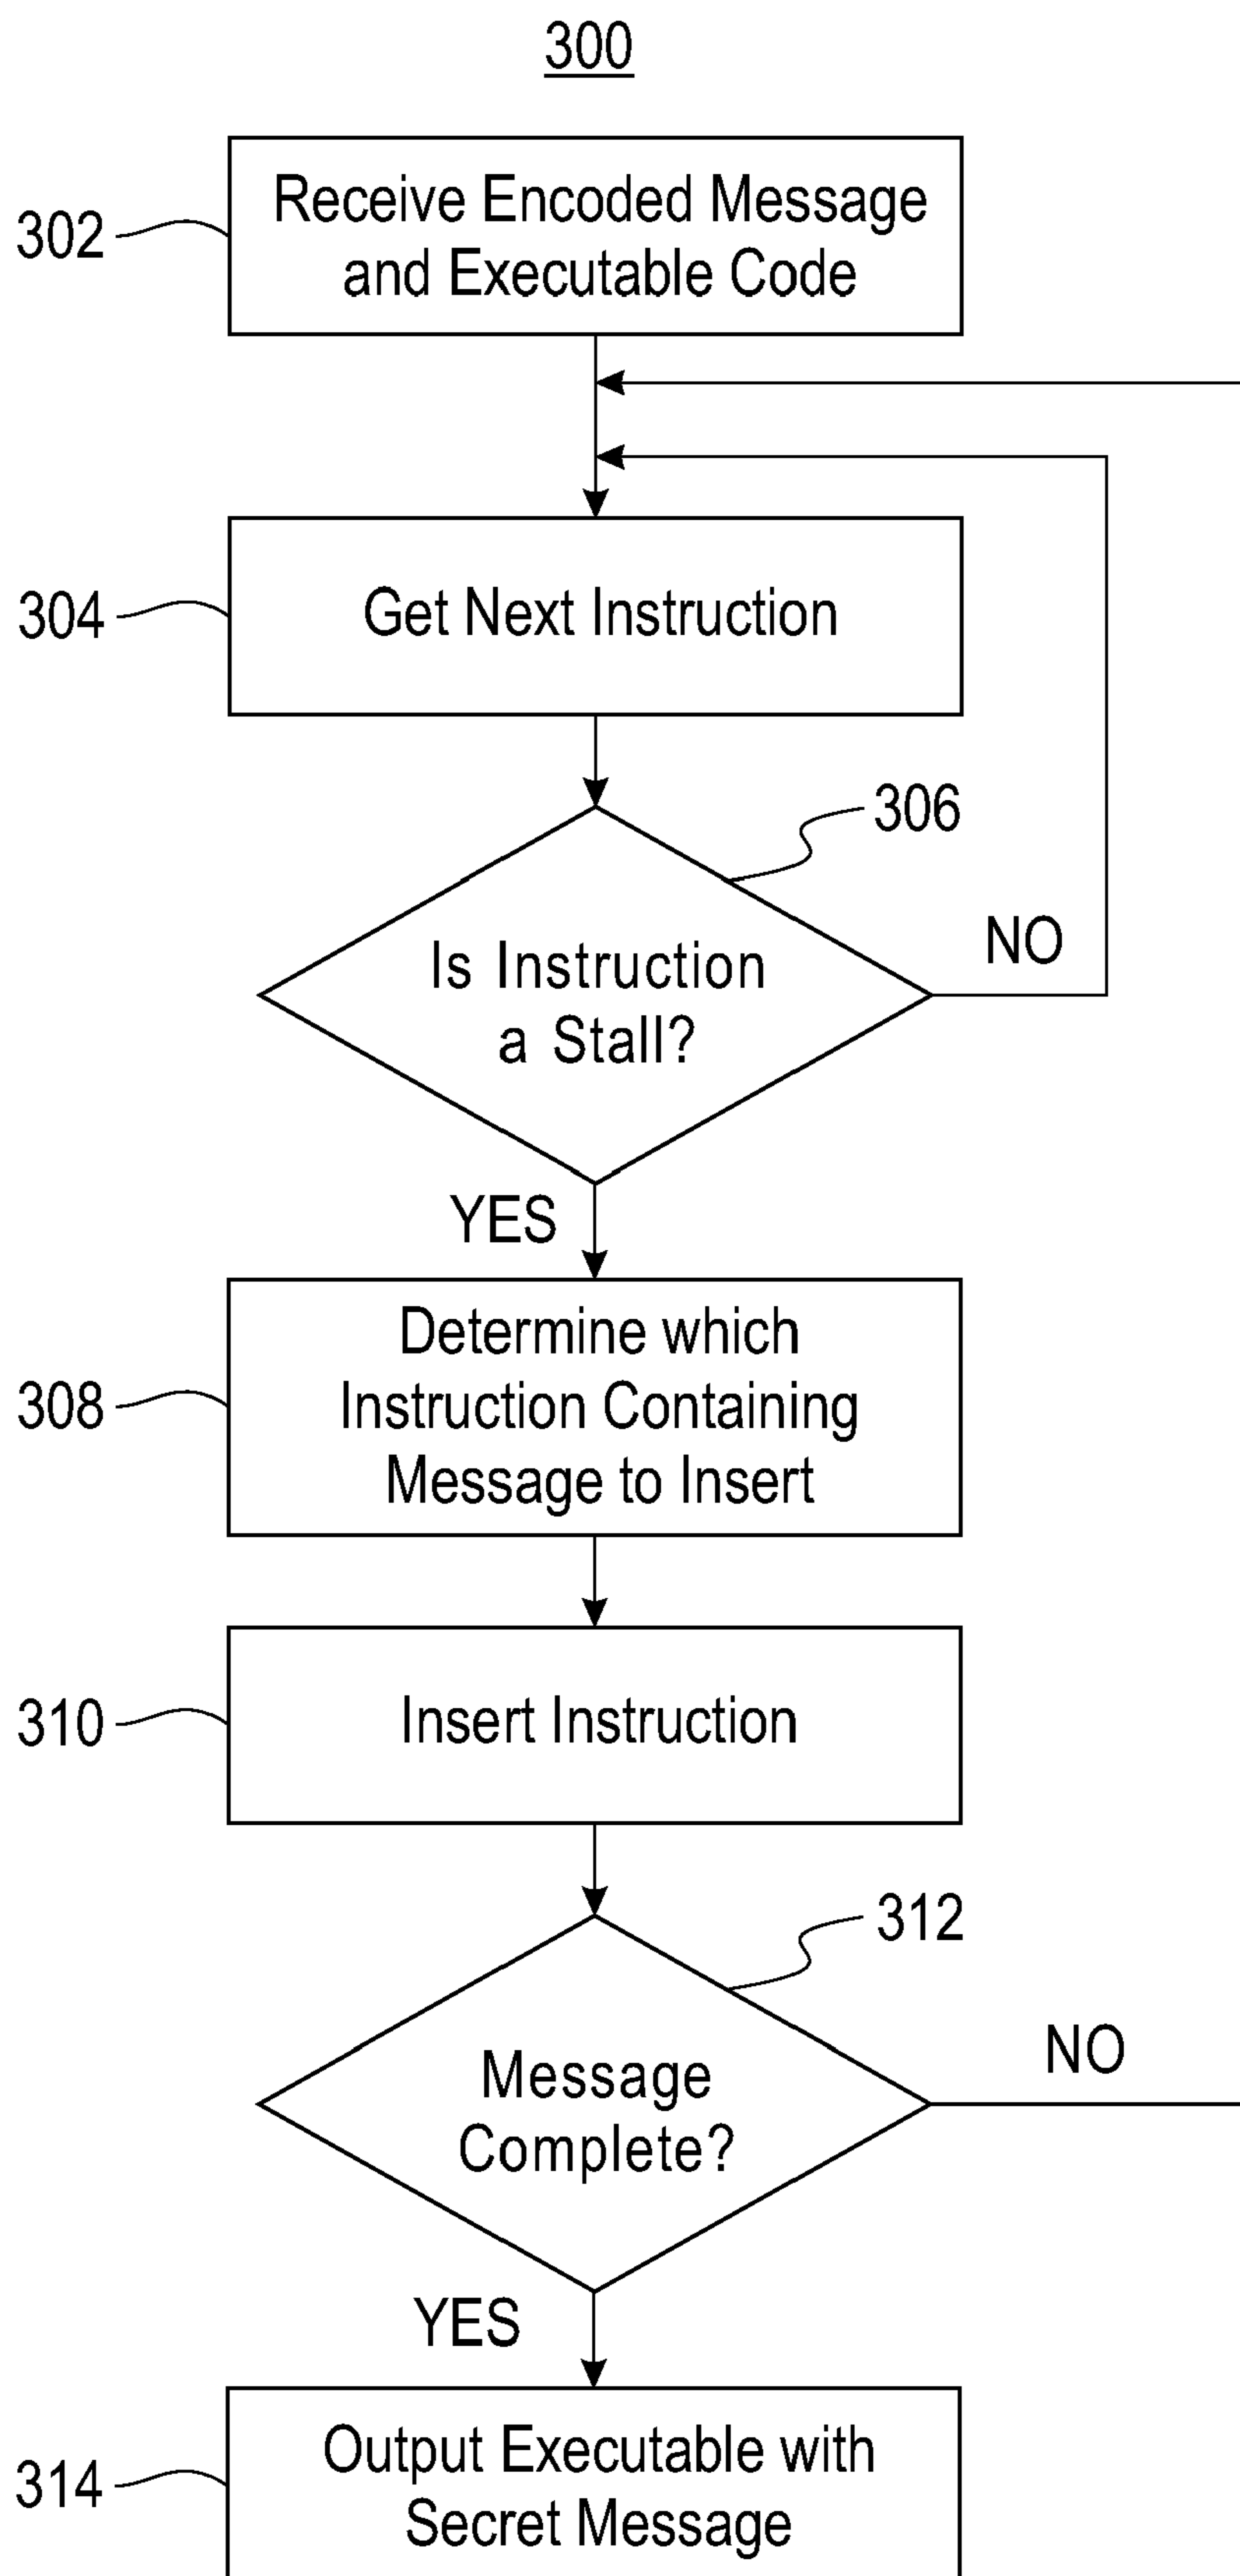 300
302
Receive Encoded Message
and Executable Code
304
Get Next Instruction
306
Is Instruction
a Stall?
NO
YES
308
Determine which
Instruction Containing
Message to Insert
310
Insert Instruction
312
Message
Complete?
NO
YES
314
Output Executable with
Secret Message